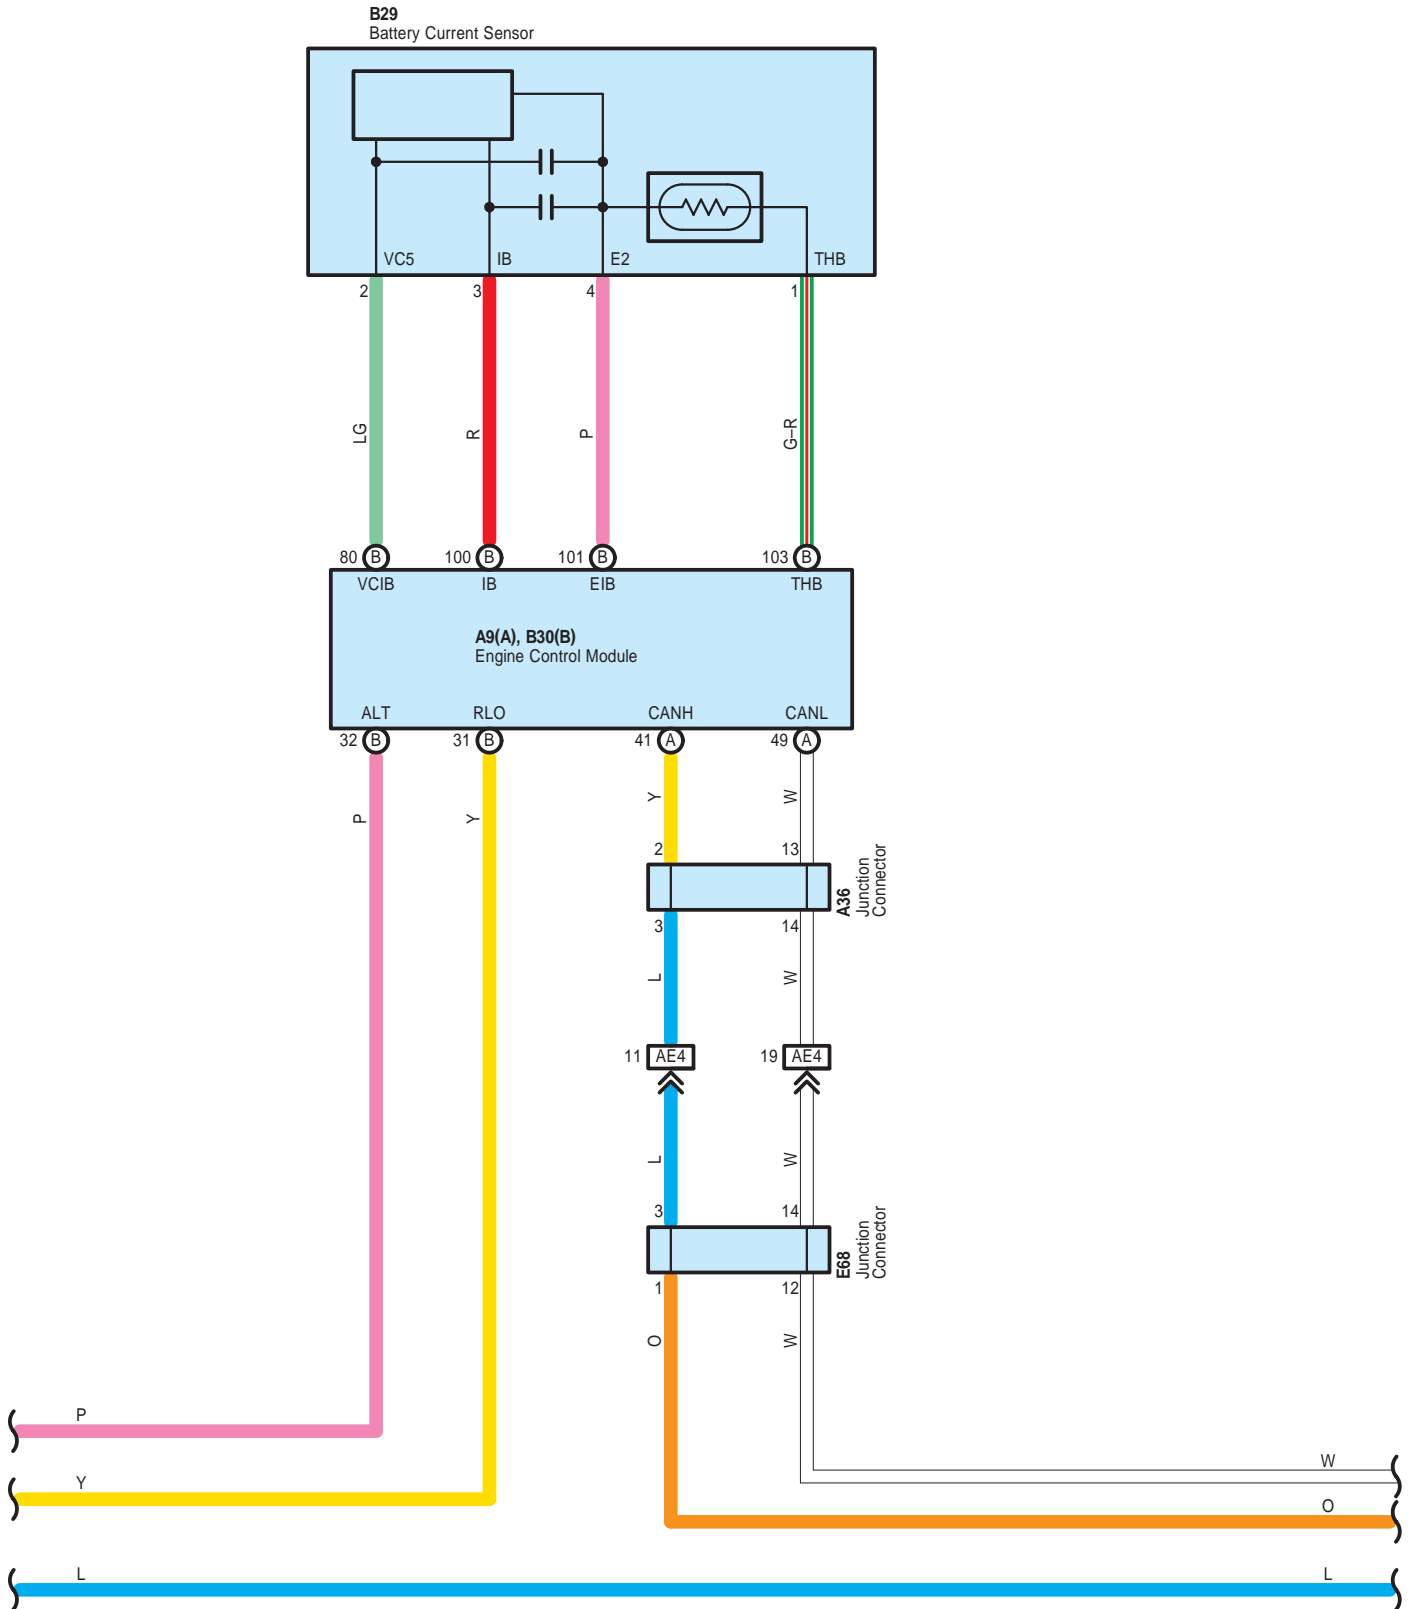 B29
Battery Current Sensor
VC5 IB E2 THB
2 3 4 1
LG R P G–R
80 B 100 B 101 B 103 B
VCIB IB EIB THB
A9(A), B30(B)
Engine Control Module
ALT RLO CANH CANL
32 B 31 B 41 A 49 A
P Y Y W
2 13
A36
Junction
Connector
3 14
L W
11 AE4 19 AE4
L W
3 14
E68
Junction
Connector
1 12
O W
P
Y
W
O
L L